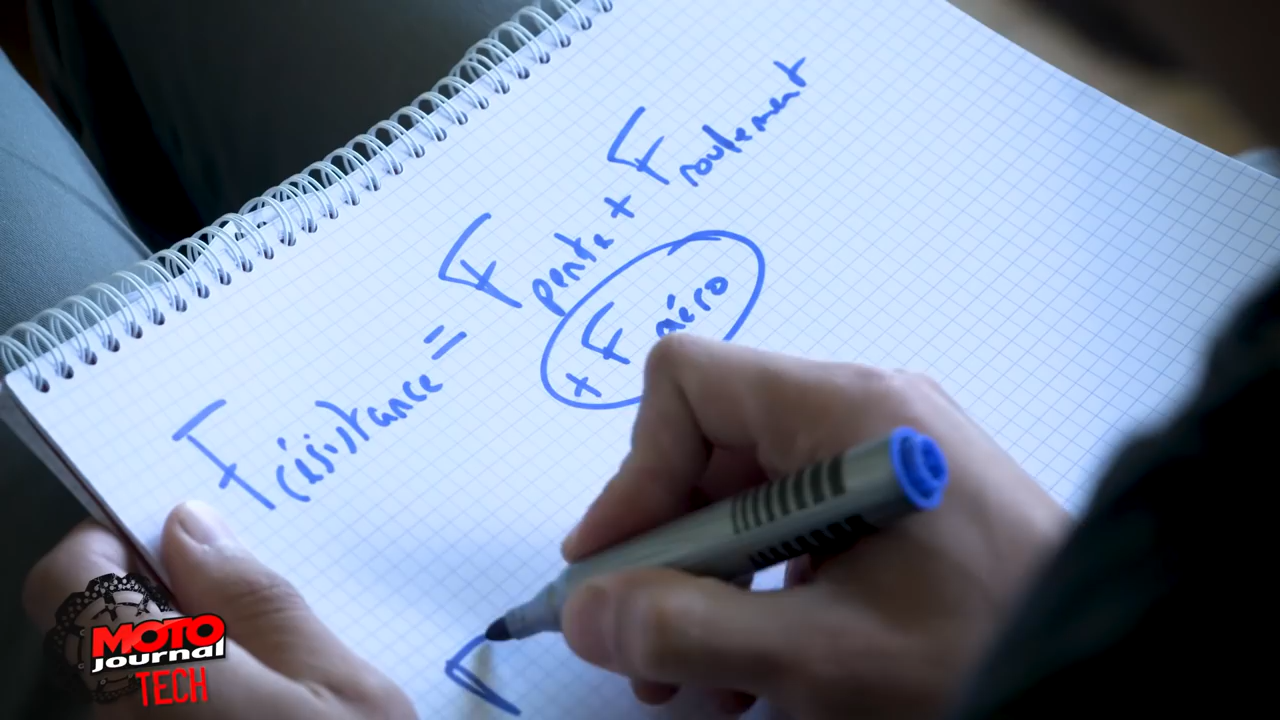 F résistance = F pente + F roulement
+ F aéro
MOTO
journal
TECH